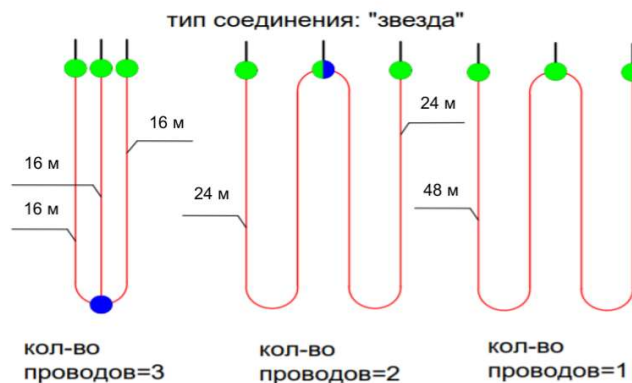 тип соединения: "звезда"
16 м
16 м
16 м
24 м
24 м
48 м
кол-во
проводов=3
кол-во
проводов=2
кол-во
проводов=1